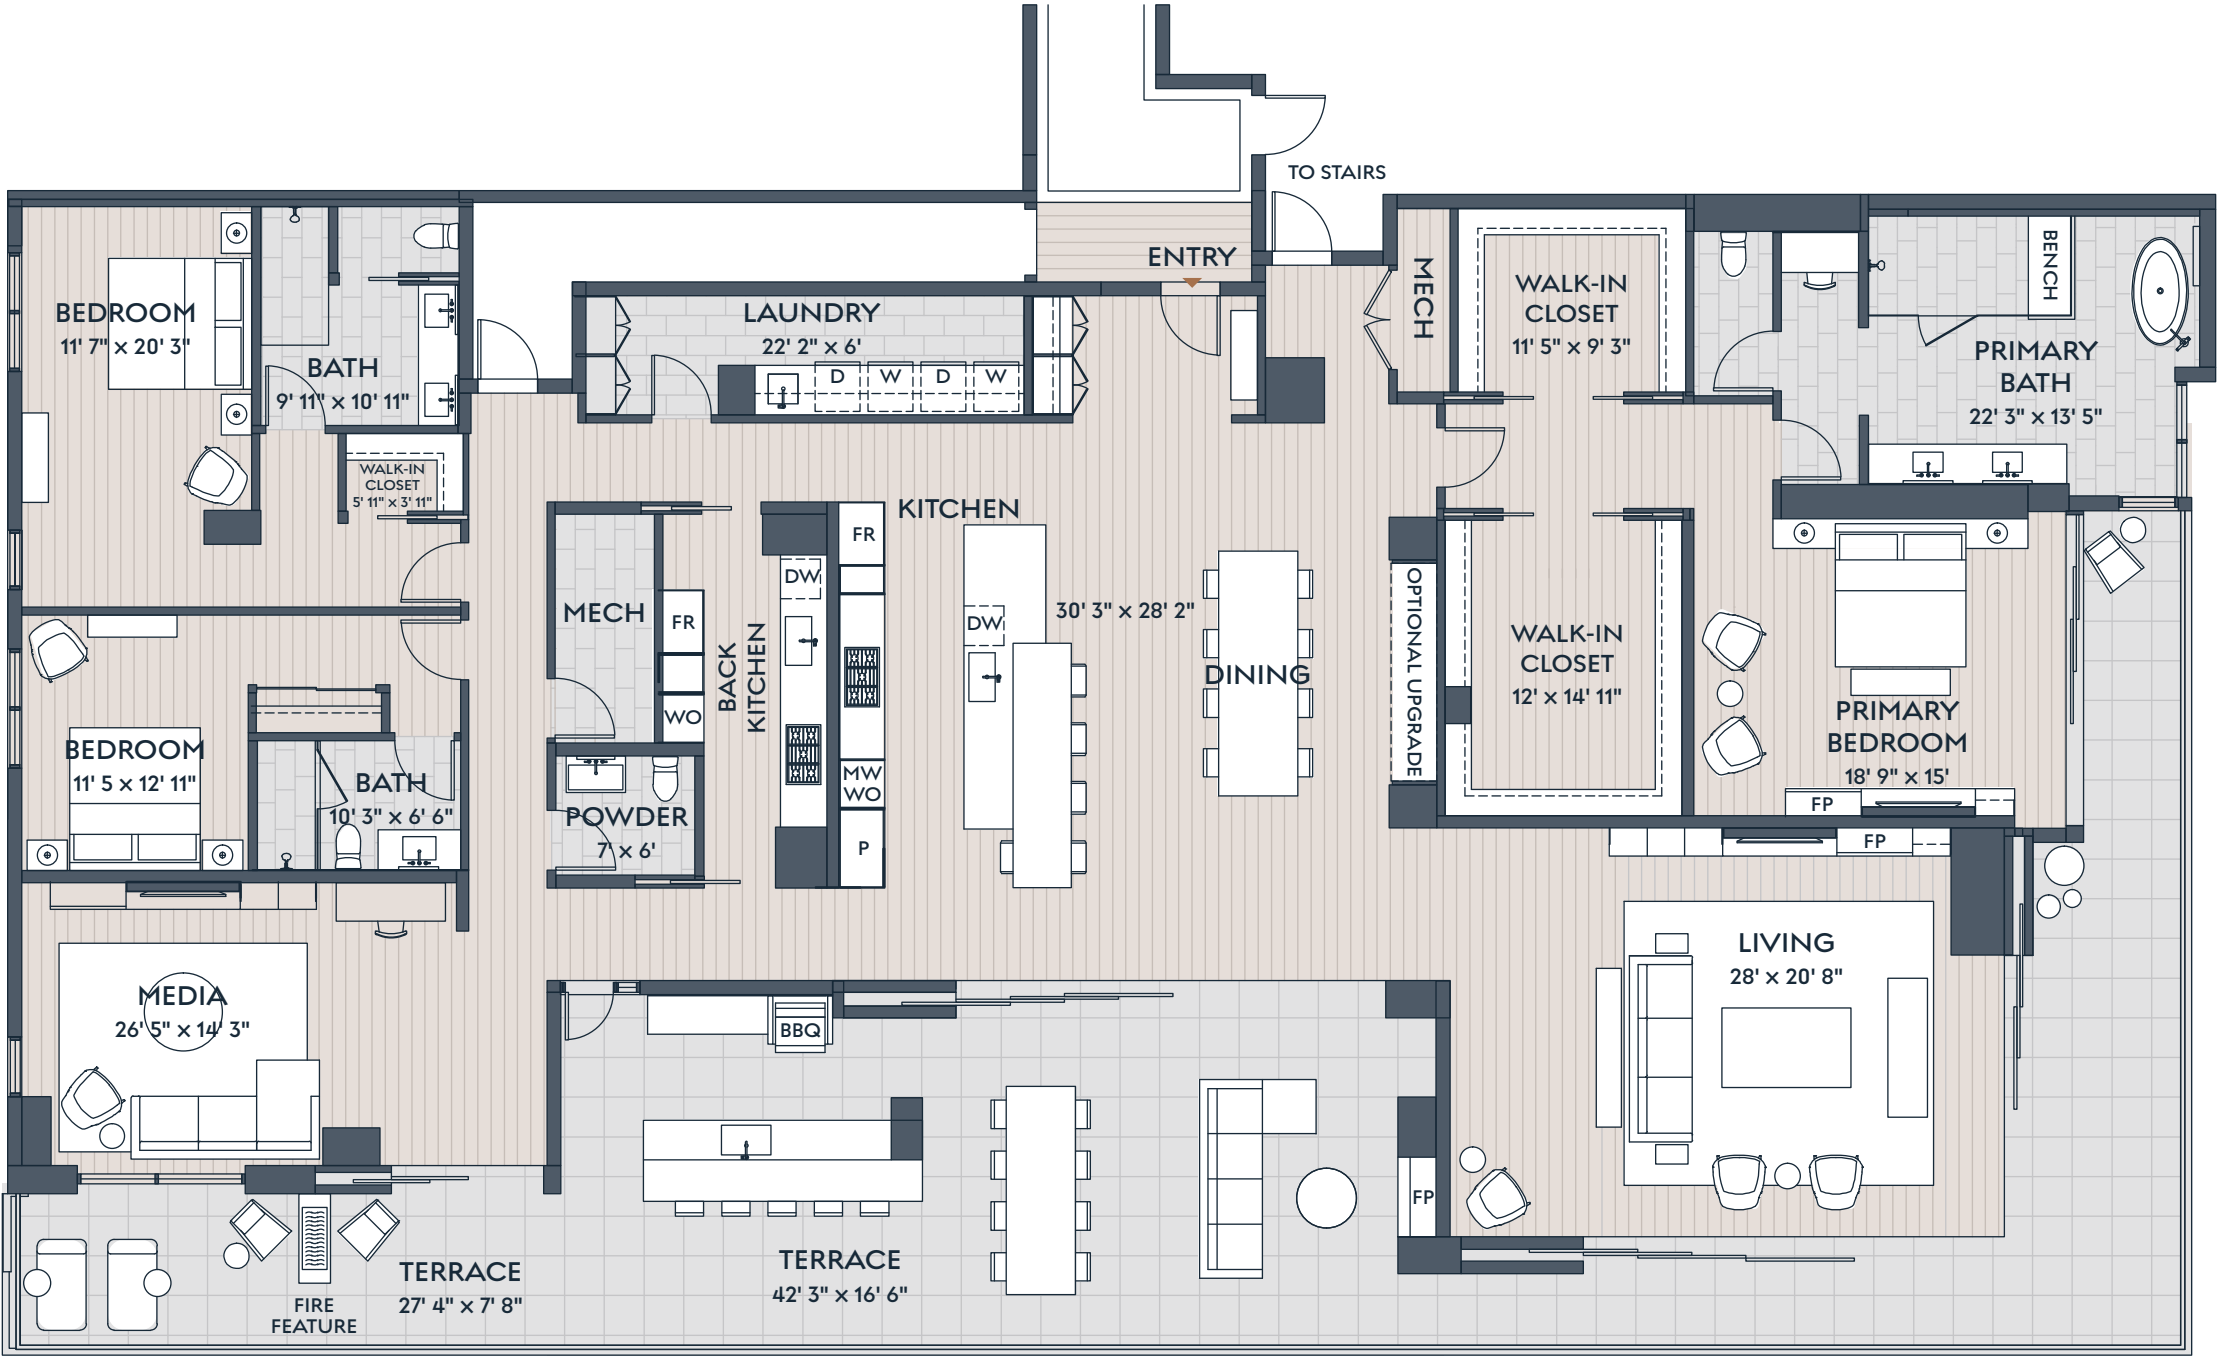 TO STAIRS
ENTRY
BEDROOM
11' 7" x 20' 3"
BATH
9' 11" x 10' 11"
WALK-IN
CLOSET
5' 11" x 3' 11"
LAUNDRY
22' 2" x 6'
D
W
D
W
MECH
WALK-IN
CLOSET
11' 5" x 9' 3"
BENCH
PRIMARY
BATH
22' 3" x 13' 5"
KITCHEN
30' 3" x 28' 2"
FR
DW
MECH
FR
WO
BACK
KITCHEN
DW
MW
WO
P
DINING
OPTIONAL UPGRADE
WALK-IN
CLOSET
12' x 14' 11"
PRIMARY
BEDROOM
18' 9" x 15'
FP
FP
BEDROOM
11' 5 x 12' 11"
BATH
10' 3" x 6' 6"
POWDER
7' x 6'
MEDIA
26' 5" x 14' 3"
BBQ
LIVING
28' x 20' 8"
FP
TERRACE
27' 4" x 7' 8"
FIRE
FEATURE
TERRACE
42' 3" x 16' 6"